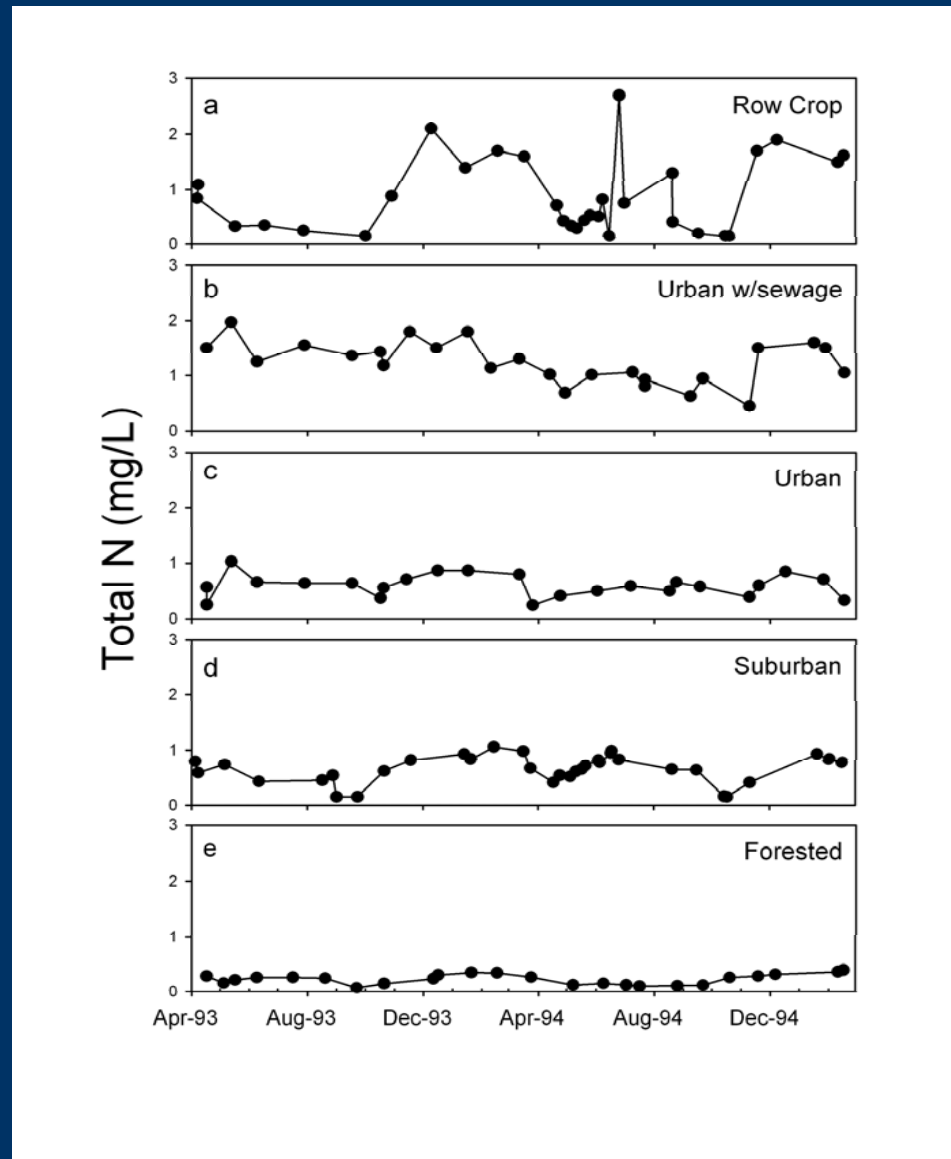 3
a
Row Crop
2
1
0
3
b
Urban w/sewage
2
1
0
3
c
Urban
2
1
0
3
d
Suburban
2
1
0
3
e
Forested
2
1
0
Total N (mg/L)
Apr-93 Aug-93 Dec-93 Apr-94 Aug-94 Dec-94